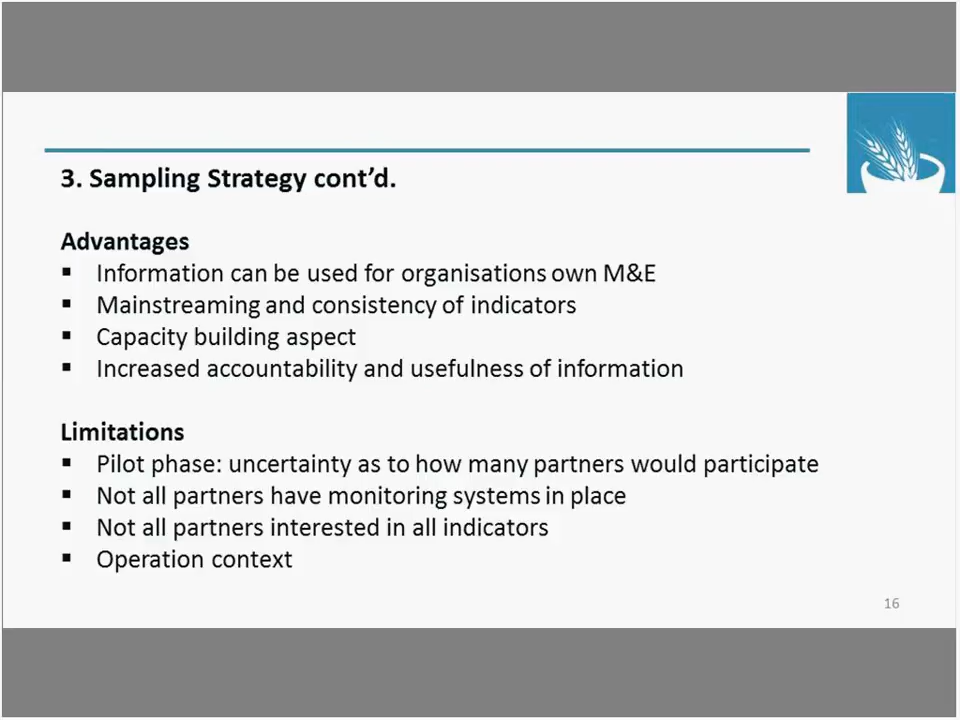 3. Sampling Strategy cont’d.
Advantages
▪ Information can be used for organisations own M&E
▪ Mainstreaming and consistency of indicators
▪ Capacity building aspect
▪ Increased accountability and usefulness of information
Limitations
▪ Pilot phase: uncertainty as to how many partners would participate
▪ Not all partners have monitoring systems in place
▪ Not all partners interested in all indicators
▪ Operation context
16